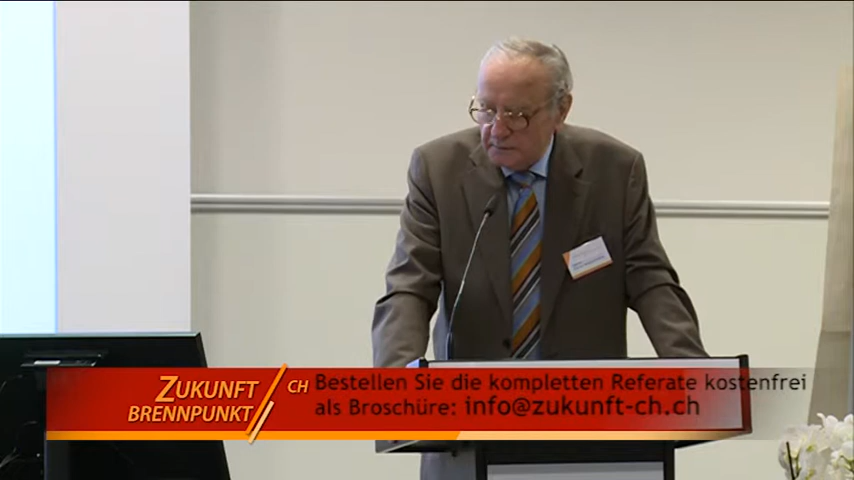 ZUKUNFT CH
BRENNPUNKT
Bestellen Sie die kompletten Referate kostenfrei
als Broschüre: info@zukunft-ch.ch